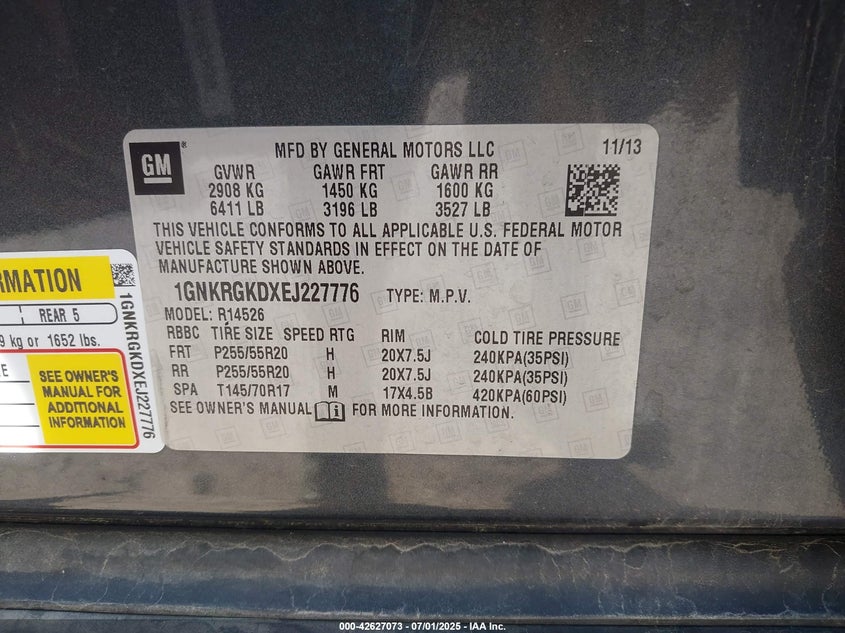 GM
®
MFD BY GENERAL MOTORS LLC
11/13
GVWR GAWR FRT GAWR RR
2908 KG 1450 KG 1600 KG
6411 LB 3196 LB 3527 LB
THIS VEHICLE CONFORMS TO ALL APPLICABLE U.S. FEDERAL MOTOR
VEHICLE SAFETY STANDARDS IN EFFECT ON THE DATE OF
MANUFACTURE SHOWN ABOVE.
1GNKRGKDXEJ227776 TYPE: M.P.V.
MODEL: R14526
RBBC TIRE SIZE SPEED RTG RIM COLD TIRE PRESSURE
FRT P255/55R20 H 20X7.5J 240KPA(35PSI)
RR P255/55R20 H 20X7.5J 240KPA(35PSI)
SPA T145/70R17 M 17X4.5B 420KPA(60PSI)
SEE OWNER'S MANUAL FOR MORE INFORMATION.
RMATION
REAR 5
9 kg or 1652 lbs.
SEE OWNER'S
MANUAL FOR
ADDITIONAL
INFORMATION
1GNKRGKDXEJ227776
000-42627073 - 07/01/2025 - IAA Inc.